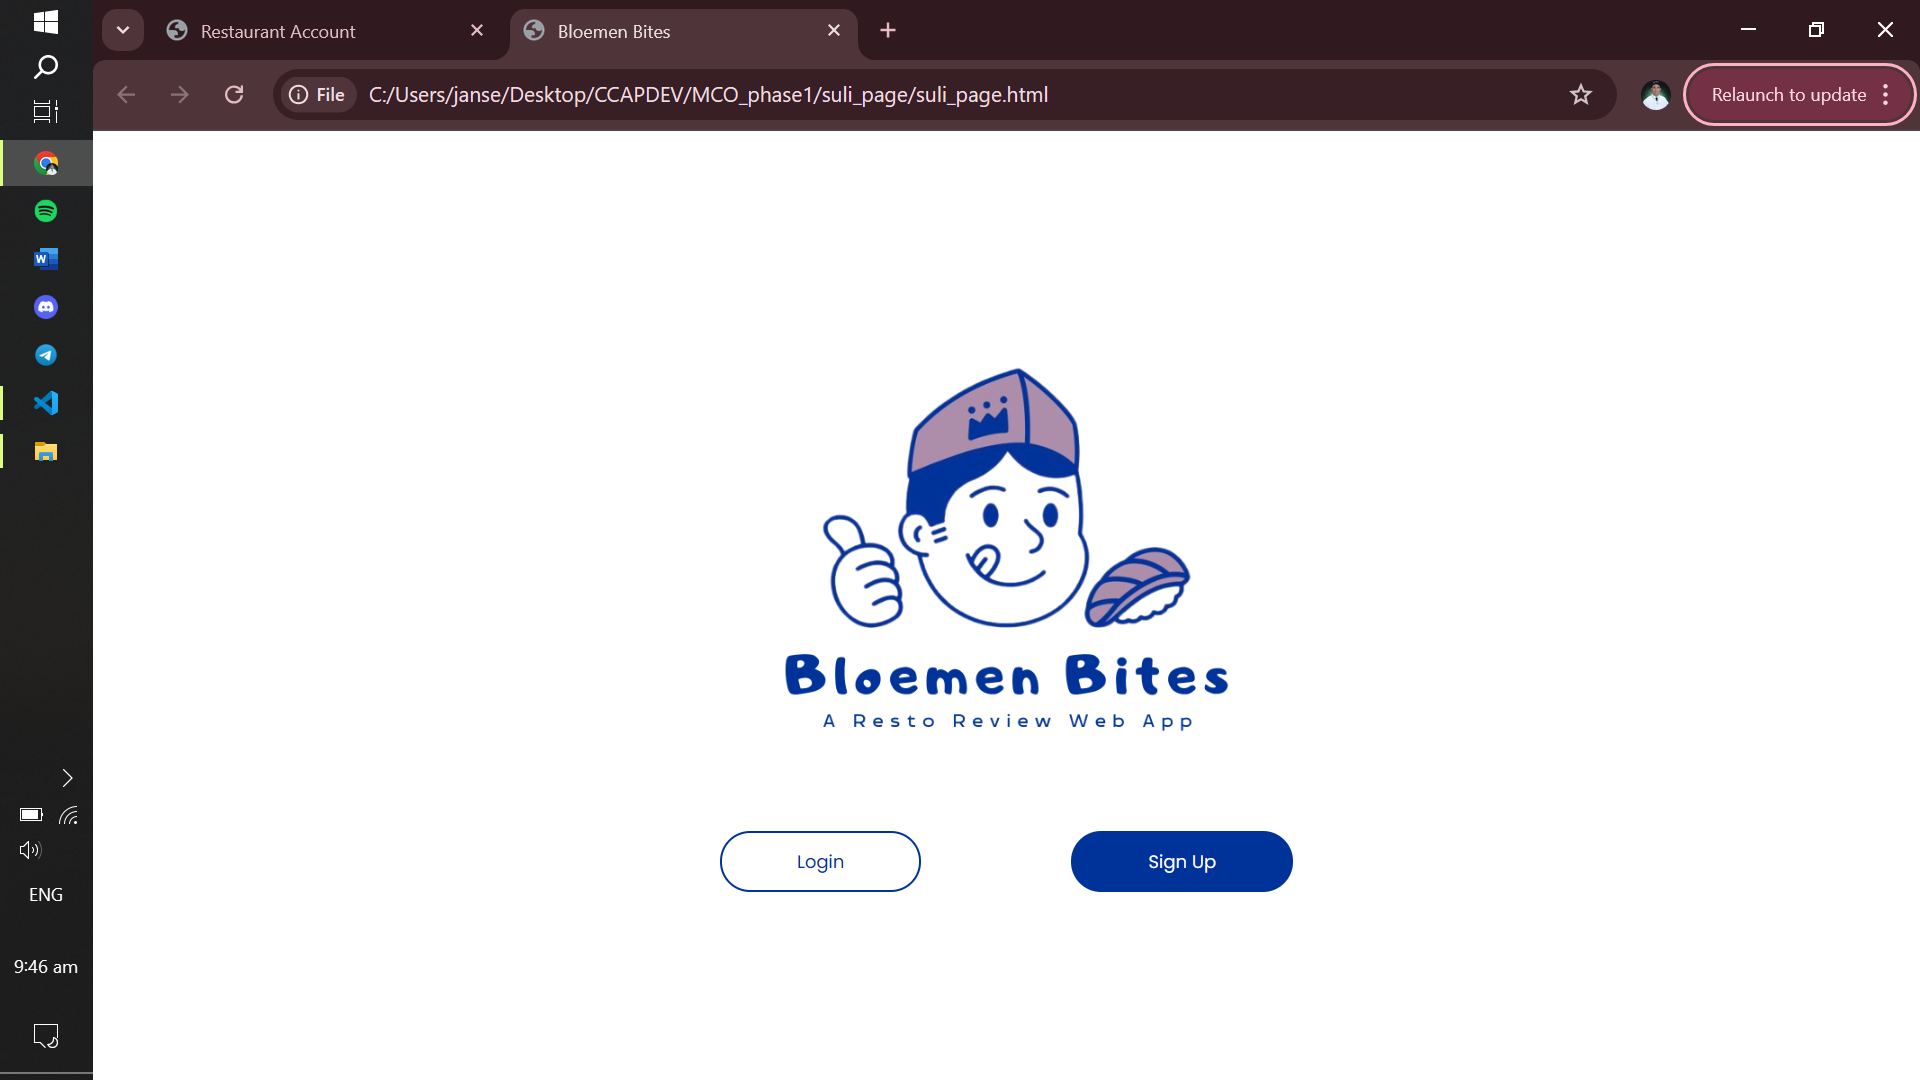 Restaurant Account
Bloemen Bites
File
C:/Users/janse/Desktop/CCAPDEV/MCO_phase1/suli_page/suli_page.html
Relaunch to update
W
Bloemen Bites
A Resto Review Web App
Login
Sign Up
ENG
9:46 am